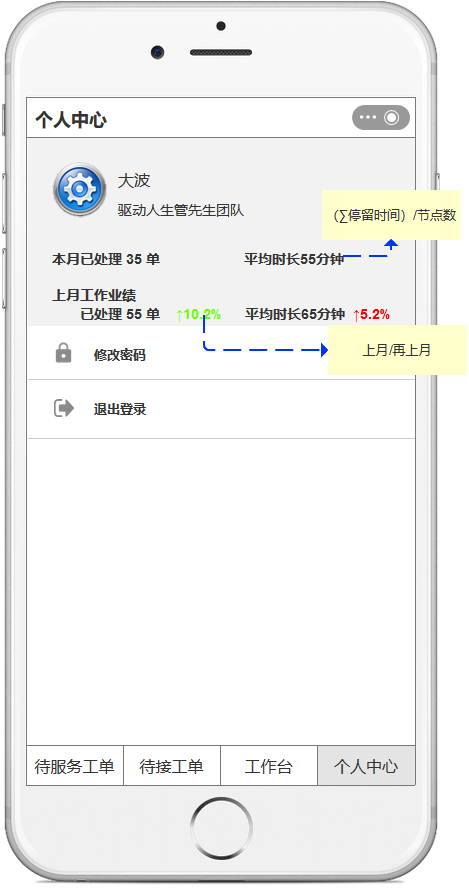 个人中心
大波
驱动人生管先生团队
(∑停留时间）/节点数
本月已处理 35 单 平均时长55分钟
上月工作业绩
已处理 55 单 ↑10.2% 平均时长65分钟 ↑5.2%
上月/再上月
修改密码
退出登录
待服务工单 待接工单 工作台 个人中心